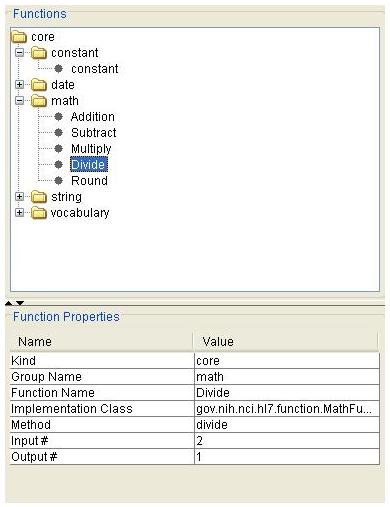 Functions
core
constant
constant
date
math
Addition
Subtract
Multiply
Divide
Round
string
vocabulary
Function Properties
Name Value
Kind core
Group Name math
Function Name Divide
Implementation Class gov.nih.nci.hl7.function.MathFu...
Method divide
Input # 2
Output # 1